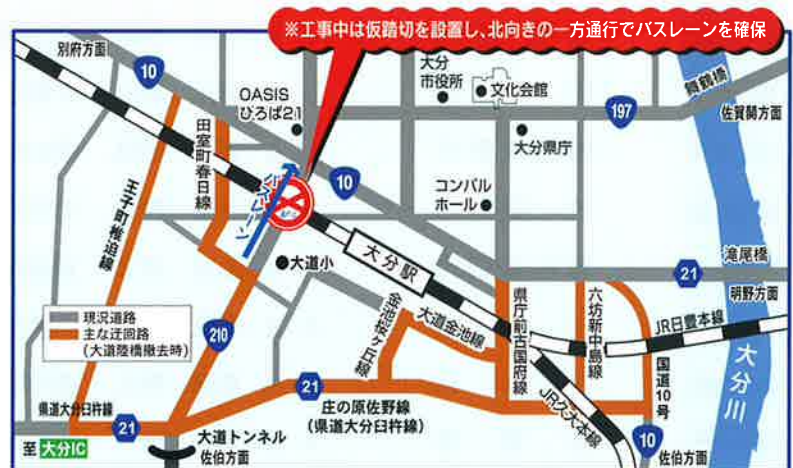 ※工事中は仮踏切を設置し、北向きの一方通行でバスレーンを確保
別府方面
10
OASIS
ひろば21
大分
市役所
文化会館
197
舞鶴橋
佐賀関方面
田室町春日線
大分県庁
10
コンパル
ホール
バスレーン
王子町椎迫線
大道小
大分駅
滝尾橋
21
明野方面
現況道路
主な迂回路
(大道陸橋撤去時)
210
金池桜ヶ丘線
大道金池線
県庁前古国府線
六坊新中島線
JR日豊本線
国道10号
大分川
21
庄の原佐野線
(県道大分臼杵線)
JR久大本線
県道大分臼杵線
21
至 大分IC
大道トンネル
佐伯方面
10
佐伯方面